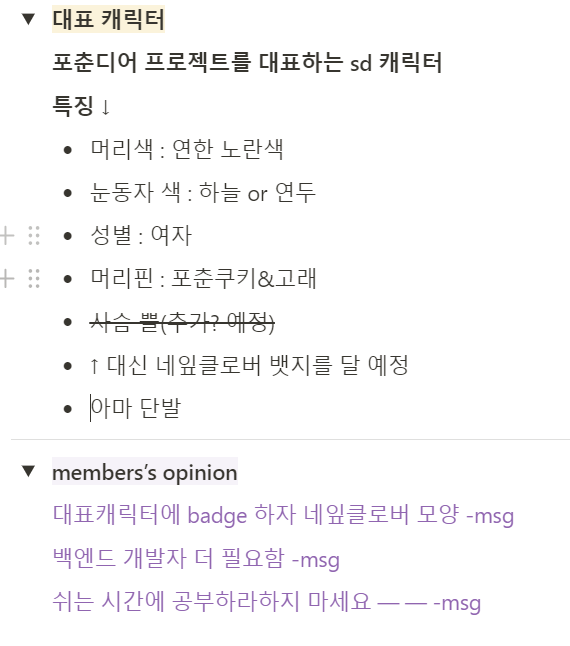 대표 캐릭터
포춘디어 프로젝트를 대표하는 sd 캐릭터
특징 ↓
머리색 : 연한 노란색
눈동자 색 : 하늘 or 연두
성별 : 여자
머리핀 : 포춘쿠키&고래
사슴 뿔(추가? 예정)
↑ 대신 네잎클로버 뱃지를 달 예정
아마 단발
members’s opinion
대표캐릭터에 badge 하자 네잎클로버 모양 -msg
백엔드 개발자 더 필요함 -msg
쉬는 시간에 공부하라하지 마세요 — — -msg